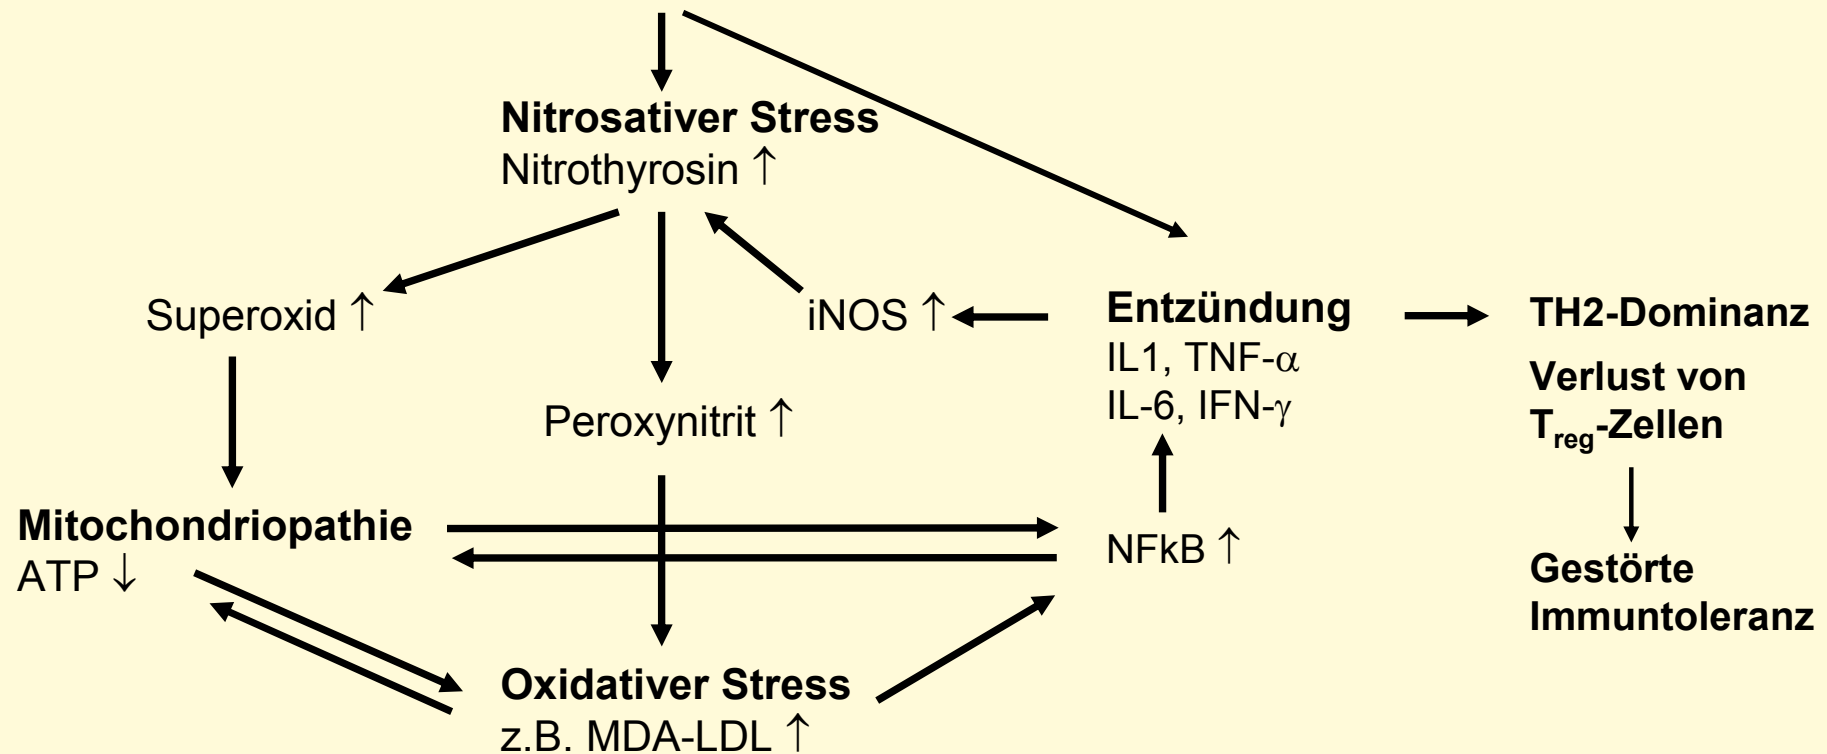 Nitrosativer Stress
Nitrothyrosin ↑
Superoxid ↑
iNOS ↑
Entzündung
IL1, TNF-α
IL-6, IFN-γ
TH2-Dominanz
Verlust von
Treg-Zellen
Peroxynitrit ↑
Mitochondriopathie
ATP ↓
NFkB ↑
Gestörte
Immuntoleranz
Oxidativer Stress
z.B. MDA-LDL ↑